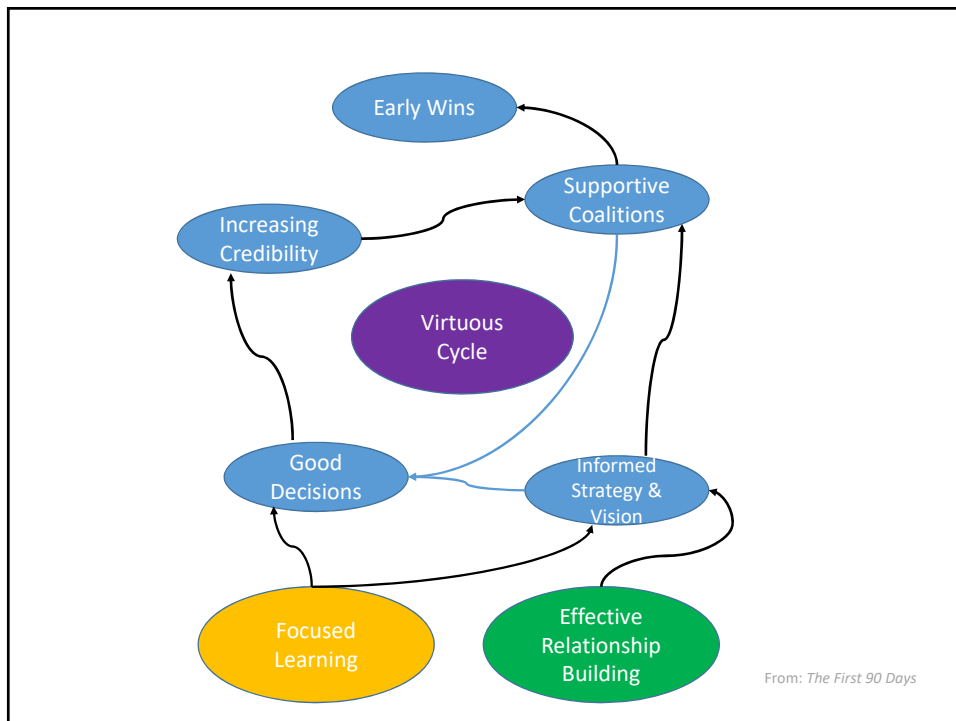 Early Wins
Supportive
Coalitions
Increasing
Credibility
Virtuous
Cycle
Good
Decisions
Informed
Strategy &
Vision
Focused
Learning
Effective
Relationship
Building
From: The First 90 Days